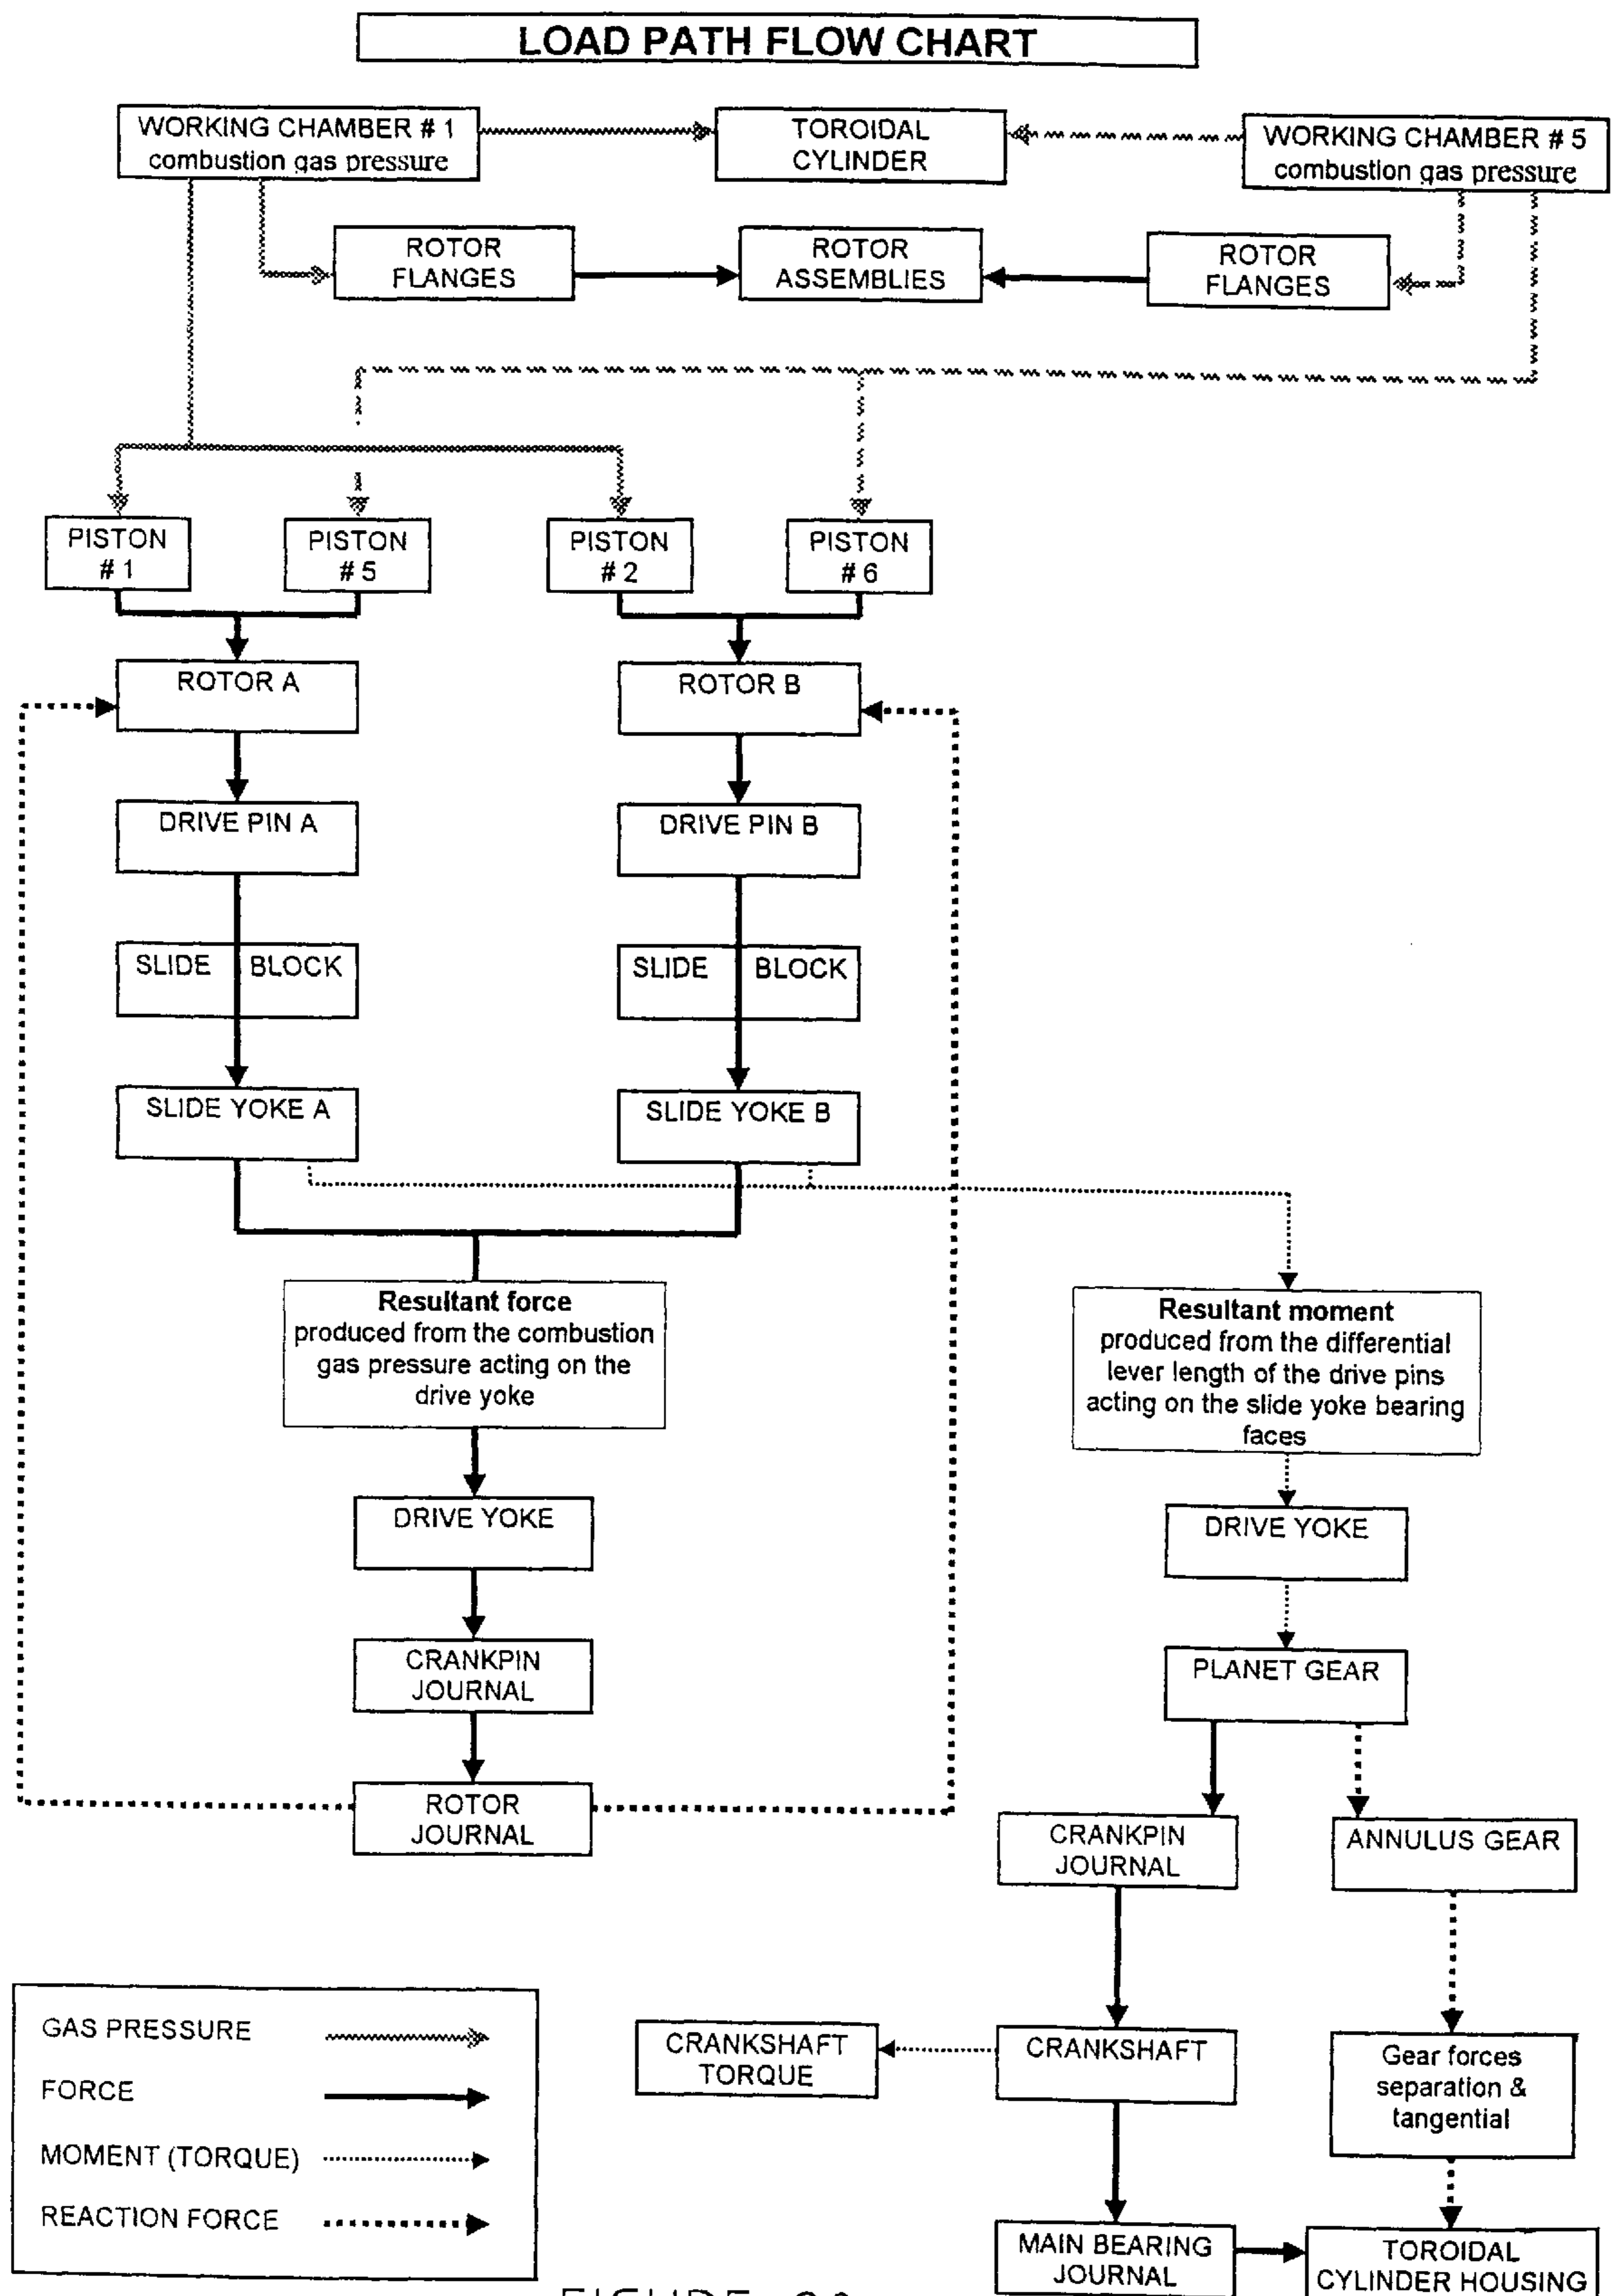 LOAD PATH FLOW CHART
WORKING CHAMBER # 1
combustion gas pressure
TOROIDAL
CYLINDER
WORKING CHAMBER # 5
combustion gas pressure
ROTOR
FLANGES
ROTOR
ASSEMBLIES
ROTOR
FLANGES
PISTON
# 1
PISTON
# 5
PISTON
# 2
PISTON
# 6
ROTOR A
ROTOR B
DRIVE PIN A
DRIVE PIN B
SLIDE BLOCK
SLIDE BLOCK
SLIDE YOKE A
SLIDE YOKE B
Resultant force
produced from the combustion
gas pressure acting on the
drive yoke
Resultant moment
produced from the differential
lever length of the drive pins
acting on the slide yoke bearing
faces
DRIVE YOKE
DRIVE YOKE
CRANKPIN
JOURNAL
PLANET GEAR
ROTOR
JOURNAL
CRANKPIN
JOURNAL
ANNULUS GEAR
GAS PRESSURE
FORCE
MOMENT (TORQUE)
REACTION FORCE
CRANKSHAFT
TORQUE
CRANKSHAFT
Gear forces
separation &
tangential
MAIN BEARING
JOURNAL
TOROIDAL
CYLINDER HOUSING
FIGURE